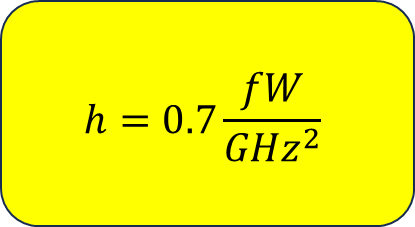 h = 0.7 fW/GHz²